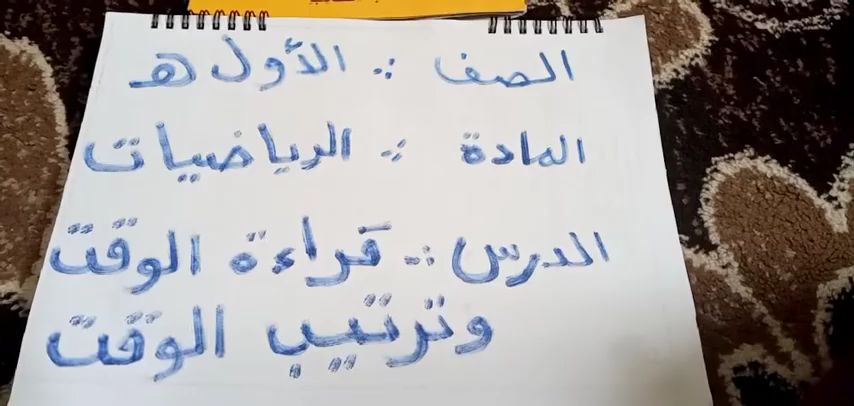 الصف :- الأول هـ
المادة :- الرياضيات
الدرس :- قراءة الوقت
وترتيب الوقت